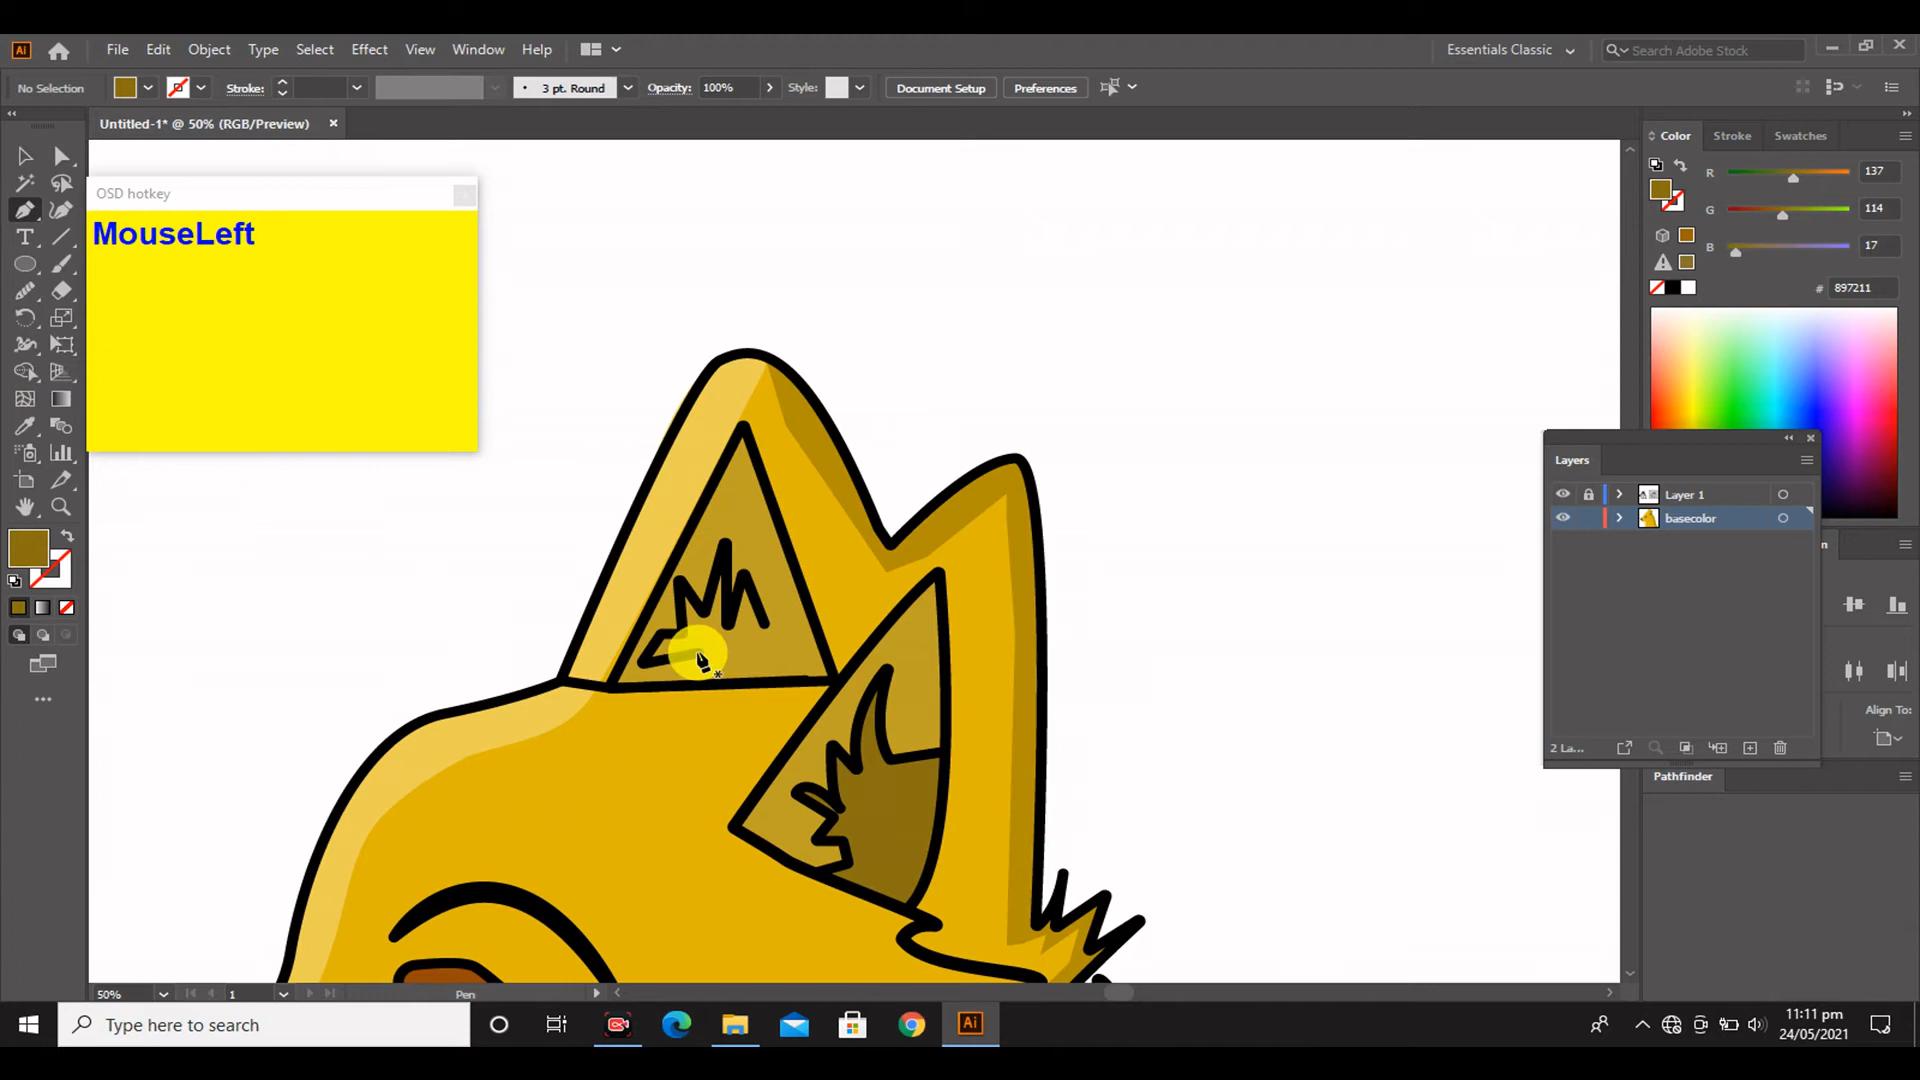 Ai File Edit Object Type Select Effect View Window Help Essentials Classic Search Adobe Stock
No Selection Stroke: 3 pt. Round Opacity: 100% Style: Document Setup Preferences
Untitled-1* @ 50% (RGB/Preview) ×
Color Stroke Swatches
OSD hotkey
MouseLeft
R 137
G 114
B 17
# 897211
Layers
Layer 1
basecolor
Align To:
2 La...
Pathfinder
50% 1 Pen
Type here to search
Ai
11:11 pm
24/05/2021